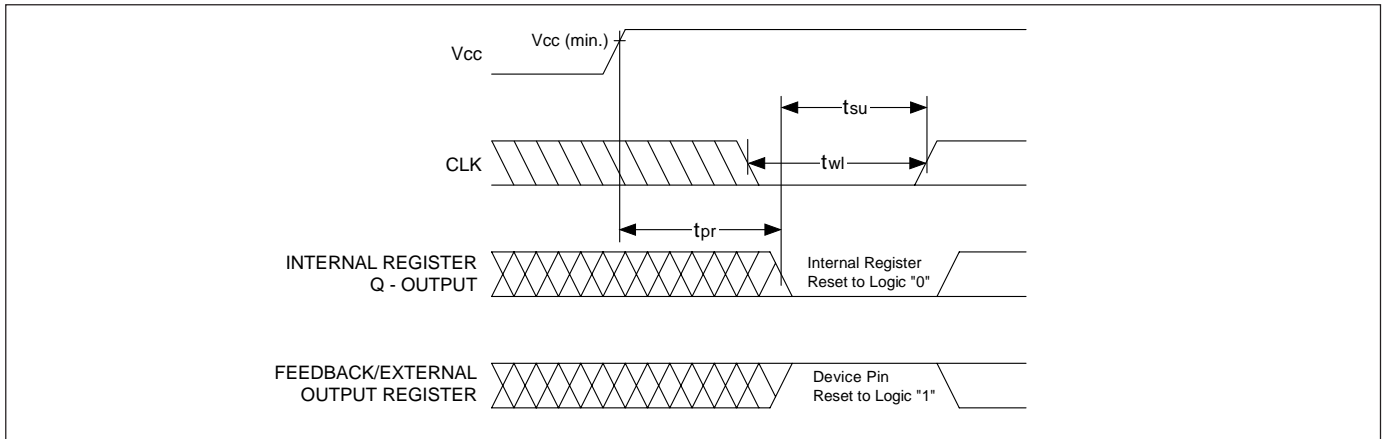 Vcc
Vcc (min.)
tsu
CLK
twl
tpr
INTERNAL REGISTER
Q - OUTPUT
Internal Register
Reset to Logic "0"
FEEDBACK/EXTERNAL
OUTPUT REGISTER
Device Pin
Reset to Logic "1"